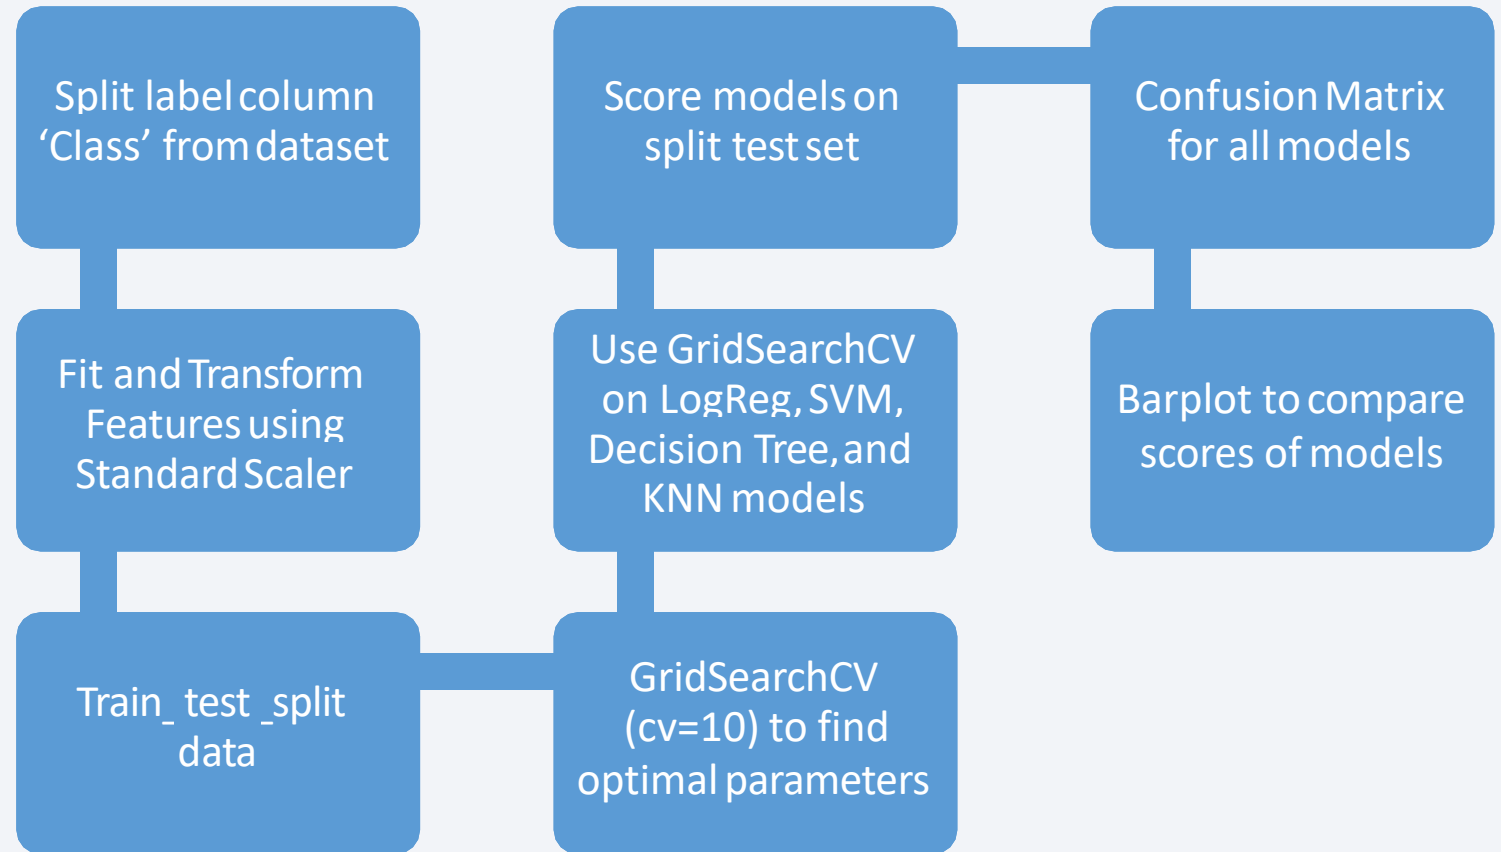 Split label column
‘Class’ from dataset
Fit and Transform
Features using
Standard Scaler
Train_ test _split
data
GridSearchCV
(cv=10) to find
optimal parameters
Use GridSearchCV
on LogReg, SVM,
Decision Tree, and
KNN models
Score models on
split test set
Confusion Matrix
for all models
Barplot to compare
scores of models